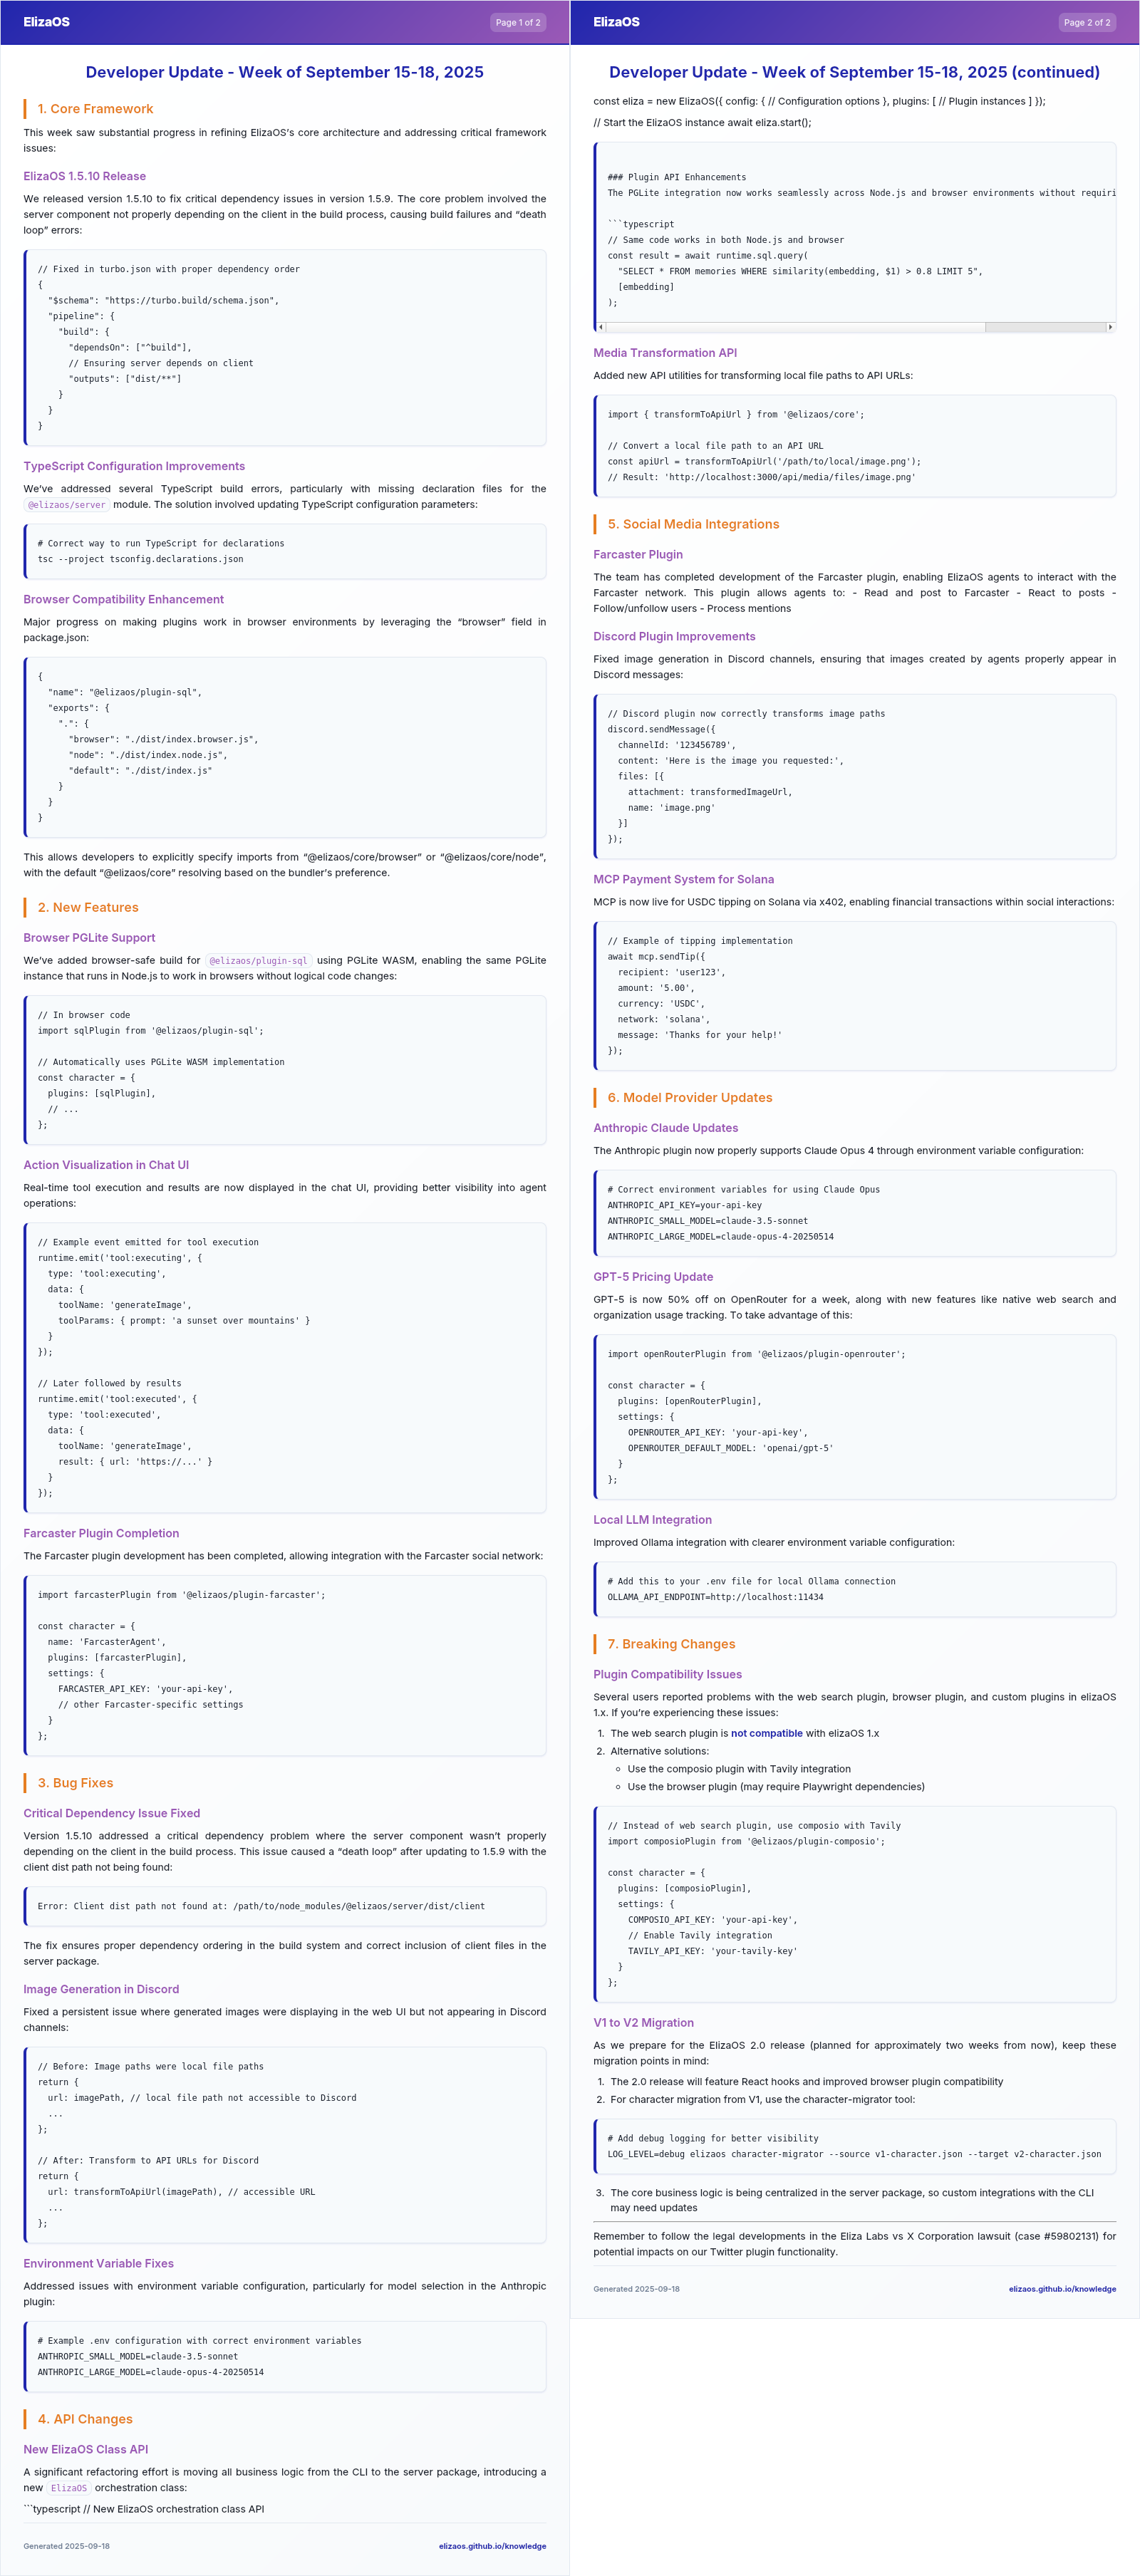 ElizaOS
Page 1 of 2
Developer Update - Week of September 15-18, 2025
1. Core Framework
This week saw substantial progress in refining ElizaOS's core architecture and addressing critical framework
issues:
ElizaOS 1.5.10 Release
We released version 1.5.10 to fix critical dependency issues in version 1.5.9. The core problem involved the
server component not properly depending on the client in the build process, causing build failures and “death
loop” errors:
// Fixed in turbo.json with proper dependency order
{
  "$schema": "https://turbo.build/schema.json",
  "pipeline": {
    "build": {
      "dependsOn": ["^build"],
      // Ensuring server depends on client
      "outputs": ["dist/**"]
    }
  }
}
TypeScript Configuration Improvements
We've addressed several TypeScript build errors, particularly with missing declaration files for the
@elizaos/server module. The solution involved updating TypeScript configuration parameters:
# Correct way to run TypeScript for declarations
tsc --project tsconfig.declarations.json
Browser Compatibility Enhancement
Major progress on making plugins work in browser environments by leveraging the “browser” field in
package.json:
{
  "name": "@elizaos/plugin-sql",
  "exports": {
    ".": {
      "browser": "./dist/index.browser.js",
      "node": "./dist/index.node.js",
      "default": "./dist/index.js"
    }
  }
}
This allows developers to explicitly specify imports from “@elizaos/core/browser” or “@elizaos/core/node”,
with the default “@elizaos/core” resolving based on the bundler's preference.
2. New Features
Browser PGLite Support
We've added browser-safe build for @elizaos/plugin-sql using PGLite WASM, enabling the same PGLite
instance that runs in Node.js to work in browsers without logical code changes:
// In browser code
import sqlPlugin from '@elizaos/plugin-sql';
// Automatically uses PGLite WASM implementation
const character = {
  plugins: [sqlPlugin],
  // ...
};
Action Visualization in Chat UI
Real-time tool execution and results are now displayed in the chat UI, providing better visibility into agent
operations:
// Example event emitted for tool execution
runtime.emit('tool:executing', {
  type: 'tool:executing',
  data: {
    toolName: 'generateImage',
    toolParams: { prompt: 'a sunset over mountains' }
  }
});
// Later followed by results
runtime.emit('tool:executed', {
  type: 'tool:executed',
  data: {
    toolName: 'generateImage',
    result: { url: 'https://...' }
  }
});
Farcaster Plugin Completion
The Farcaster plugin development has been completed, allowing integration with the Farcaster social network:
import farcasterPlugin from '@elizaos/plugin-farcaster';
const character = {
  name: 'FarcasterAgent',
  plugins: [farcasterPlugin],
  settings: {
    FARCASTER_API_KEY: 'your-api-key',
    // other Farcaster-specific settings
  }
};
3. Bug Fixes
Critical Dependency Issue Fixed
Version 1.5.10 addressed a critical dependency problem where the server component wasn't properly
depending on the client in the build process. This issue caused a “death loop” after updating to 1.5.9 with the
client dist path not being found:
Error: Client dist path not found at: /path/to/node_modules/@elizaos/server/dist/client
The fix ensures proper dependency ordering in the build system and correct inclusion of client files in the
server package.
Image Generation in Discord
Fixed a persistent issue where generated images were displaying in the web UI but not appearing in Discord
channels:
// Before: Image paths were local file paths
return {
  url: imagePath, // local file path not accessible to Discord
  ...
};
// After: Transform to API URLs for Discord
return {
  url: transformToApiUrl(imagePath), // accessible URL
  ...
};
Environment Variable Fixes
Addressed issues with environment variable configuration, particularly for model selection in the Anthropic
plugin:
# Example .env configuration with correct environment variables
ANTHROPIC_SMALL_MODEL=claude-3.5-sonnet
ANTHROPIC_LARGE_MODEL=claude-opus-4-20250514
4. API Changes
New ElizaOS Class API
A significant refactoring effort is moving all business logic from the CLI to the server package, introducing a
new ElizaOS orchestration class:
```typescript // New ElizaOS orchestration class API
Generated 2025-09-18
elizaos.github.io/knowledge
ElizaOS
Page 2 of 2
Developer Update - Week of September 15-18, 2025 (continued)
const eliza = new ElizaOS({ config: { // Configuration options }, plugins: [ // Plugin instances ] });
// Start the ElizaOS instance await eliza.start();
### Plugin API Enhancements
The PGLite integration now works seamlessly across Node.js and browser environments without requiri
```typescript
// Same code works in both Node.js and browser
const result = await runtime.sql.query(
  "SELECT * FROM memories WHERE similarity(embedding, $1) > 0.8 LIMIT 5",
  [embedding]
);
Media Transformation API
Added new API utilities for transforming local file paths to API URLs:
import { transformToApiUrl } from '@elizaos/core';
// Convert a local file path to an API URL
const apiUrl = transformToApiUrl('/path/to/local/image.png');
// Result: 'http://localhost:3000/api/media/files/image.png'
5. Social Media Integrations
Farcaster Plugin
The team has completed development of the Farcaster plugin, enabling ElizaOS agents to interact with the
Farcaster network. This plugin allows agents to: - Read and post to Farcaster - React to posts -
Follow/unfollow users - Process mentions
Discord Plugin Improvements
Fixed image generation in Discord channels, ensuring that images created by agents properly appear in
Discord messages:
// Discord plugin now correctly transforms image paths
discord.sendMessage({
  channelId: '123456789',
  content: 'Here is the image you requested:',
  files: [{
    attachment: transformedImageUrl,
    name: 'image.png'
  }]
});
MCP Payment System for Solana
MCP is now live for USDC tipping on Solana via x402, enabling financial transactions within social interactions:
// Example of tipping implementation
await mcp.sendTip({
  recipient: 'user123',
  amount: '5.00',
  currency: 'USDC',
  network: 'solana',
  message: 'Thanks for your help!'
});
6. Model Provider Updates
Anthropic Claude Updates
The Anthropic plugin now properly supports Claude Opus 4 through environment variable configuration:
# Correct environment variables for using Claude Opus
ANTHROPIC_API_KEY=your-api-key
ANTHROPIC_SMALL_MODEL=claude-3.5-sonnet
ANTHROPIC_LARGE_MODEL=claude-opus-4-20250514
GPT-5 Pricing Update
GPT-5 is now 50% off on OpenRouter for a week, along with new features like native web search and
organization usage tracking. To take advantage of this:
import openRouterPlugin from '@elizaos/plugin-openrouter';
const character = {
  plugins: [openRouterPlugin],
  settings: {
    OPENROUTER_API_KEY: 'your-api-key',
    OPENROUTER_DEFAULT_MODEL: 'openai/gpt-5'
  }
};
Local LLM Integration
Improved Ollama integration with clearer environment variable configuration:
# Add this to your .env file for local Ollama connection
OLLAMA_API_ENDPOINT=http://localhost:11434
7. Breaking Changes
Plugin Compatibility Issues
Several users reported problems with the web search plugin, browser plugin, and custom plugins in elizaOS
1.x. If you're experiencing these issues:
1. The web search plugin is not compatible with elizaOS 1.x
2. Alternative solutions:
◦ Use the composio plugin with Tavily integration
◦ Use the browser plugin (may require Playwright dependencies)
// Instead of web search plugin, use composio with Tavily
import composioPlugin from '@elizaos/plugin-composio';
const character = {
  plugins: [composioPlugin],
  settings: {
    COMPOSIO_API_KEY: 'your-api-key',
    // Enable Tavily integration
    TAVILY_API_KEY: 'your-tavily-key'
  }
};
V1 to V2 Migration
As we prepare for the ElizaOS 2.0 release (planned for approximately two weeks from now), keep these
migration points in mind:
1. The 2.0 release will feature React hooks and improved browser plugin compatibility
2. For character migration from V1, use the character-migrator tool:
# Add debug logging for better visibility
LOG_LEVEL=debug elizaos character-migrator --source v1-character.json --target v2-character.json
3. The core business logic is being centralized in the server package, so custom integrations with the CLI
may need updates
Remember to follow the legal developments in the Eliza Labs vs X Corporation lawsuit (case #59802131) for
potential impacts on our Twitter plugin functionality.
Generated 2025-09-18
elizaos.github.io/knowledge